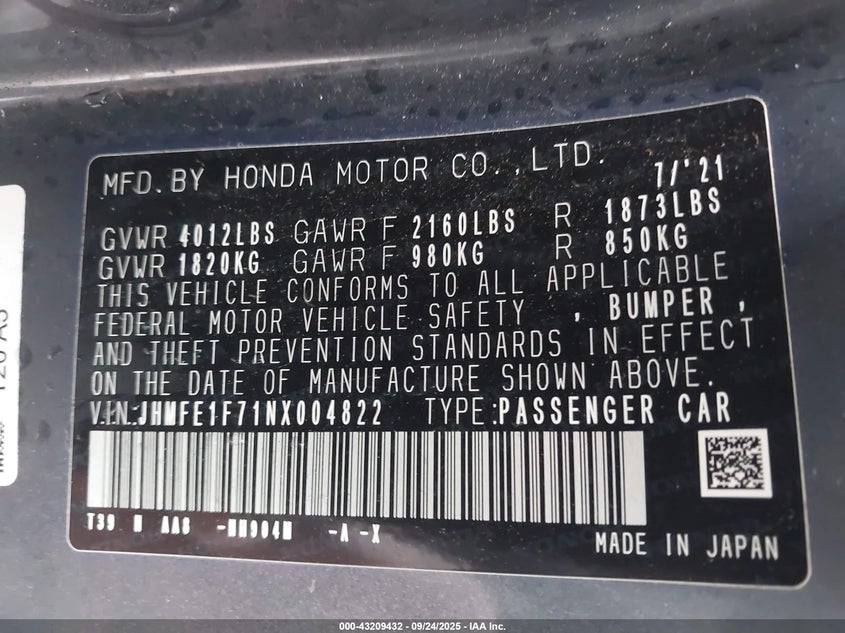 MFD. BY HONDA MOTOR CO., LTD. 7/'21
GVWR 4012LBS GAWR F 2160LBS R 1873LBS
GVWR 1820KG GAWR F 980KG R 850KG
THIS VEHICLE CONFORMS TO ALL APPLICABLE
FEDERAL MOTOR VEHICLE SAFETY , BUMPER ,
AND THEFT PREVENTION STANDARDS IN EFFECT
ON THE DATE OF MANUFACTURE SHOWN ABOVE.
V.I.N.:JHMFE1F71NX004822 TYPE:PASSENGER CAR
T39 -A -X
MADE IN JAPAN
000-43209432 - 09/24/2025 - IAA Inc.